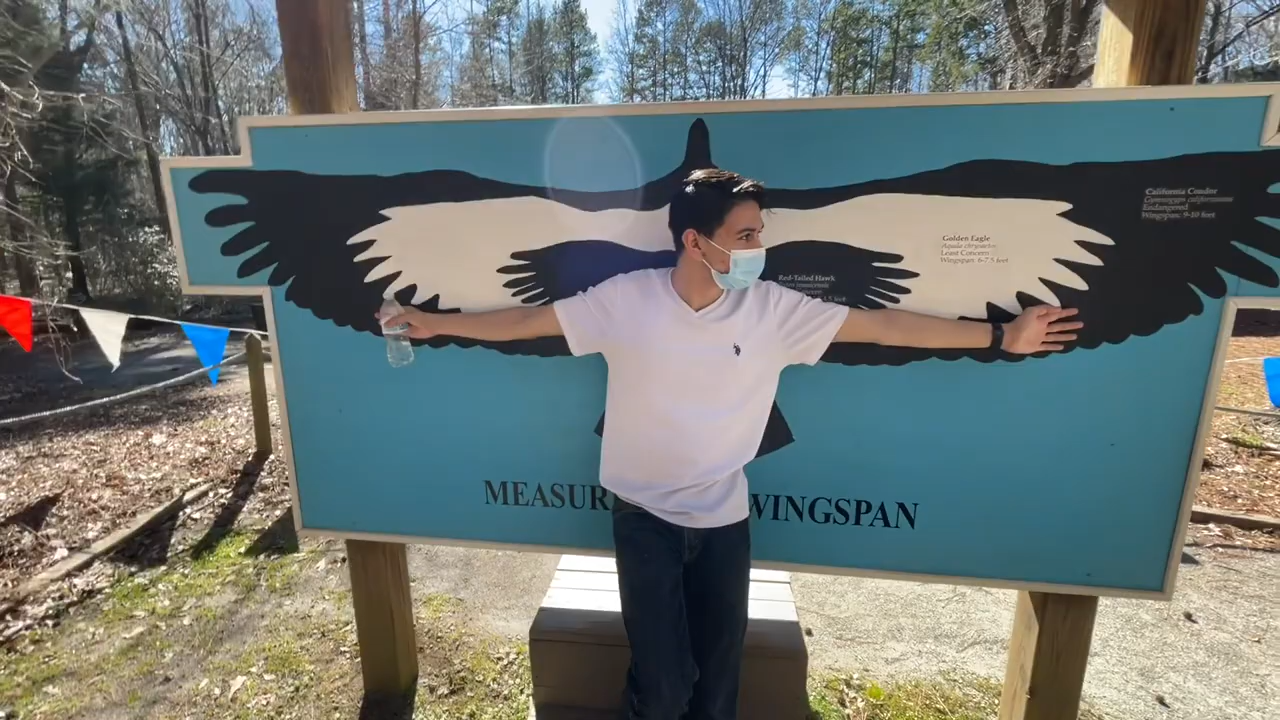 California Condor
Gymnogyps californianus
Endangered
Wingspan: 9-10 feet
Golden Eagle
Aquila chrysaetos
Least Concern
Wingspan: 6-7.5 feet
Red-Tailed Hawk
MEASUR WINGSPAN